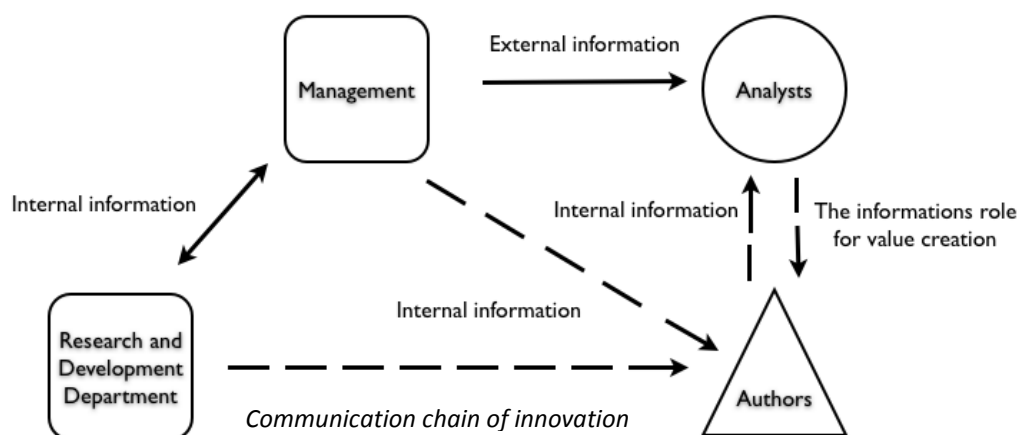 External information
Management
Analysts
Internal information
Internal information
The informations role
for value creation
Internal information
Research and
Development
Department
Authors
Communication chain of innovation